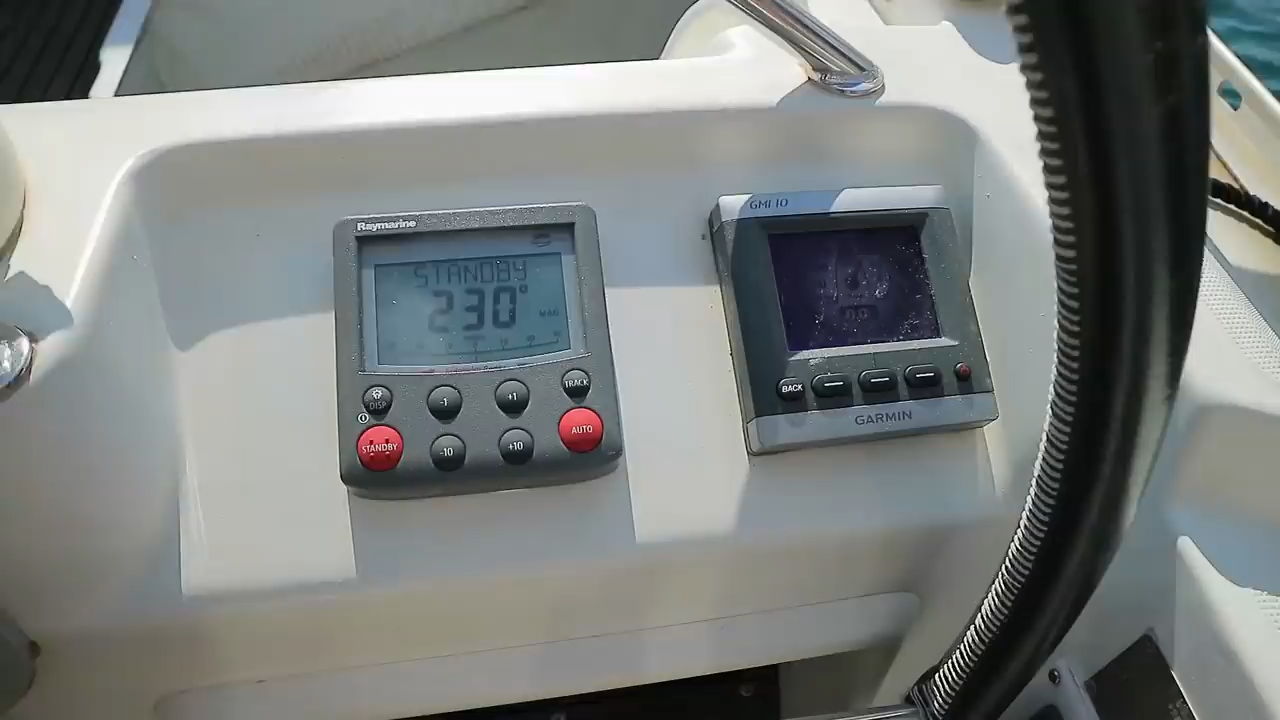 Raymarine
STANDBY
230°
MAG
DISP
-1
+1
TRACK
STANDBY
-10
+10
AUTO
GMI 10
BACK
GARMIN